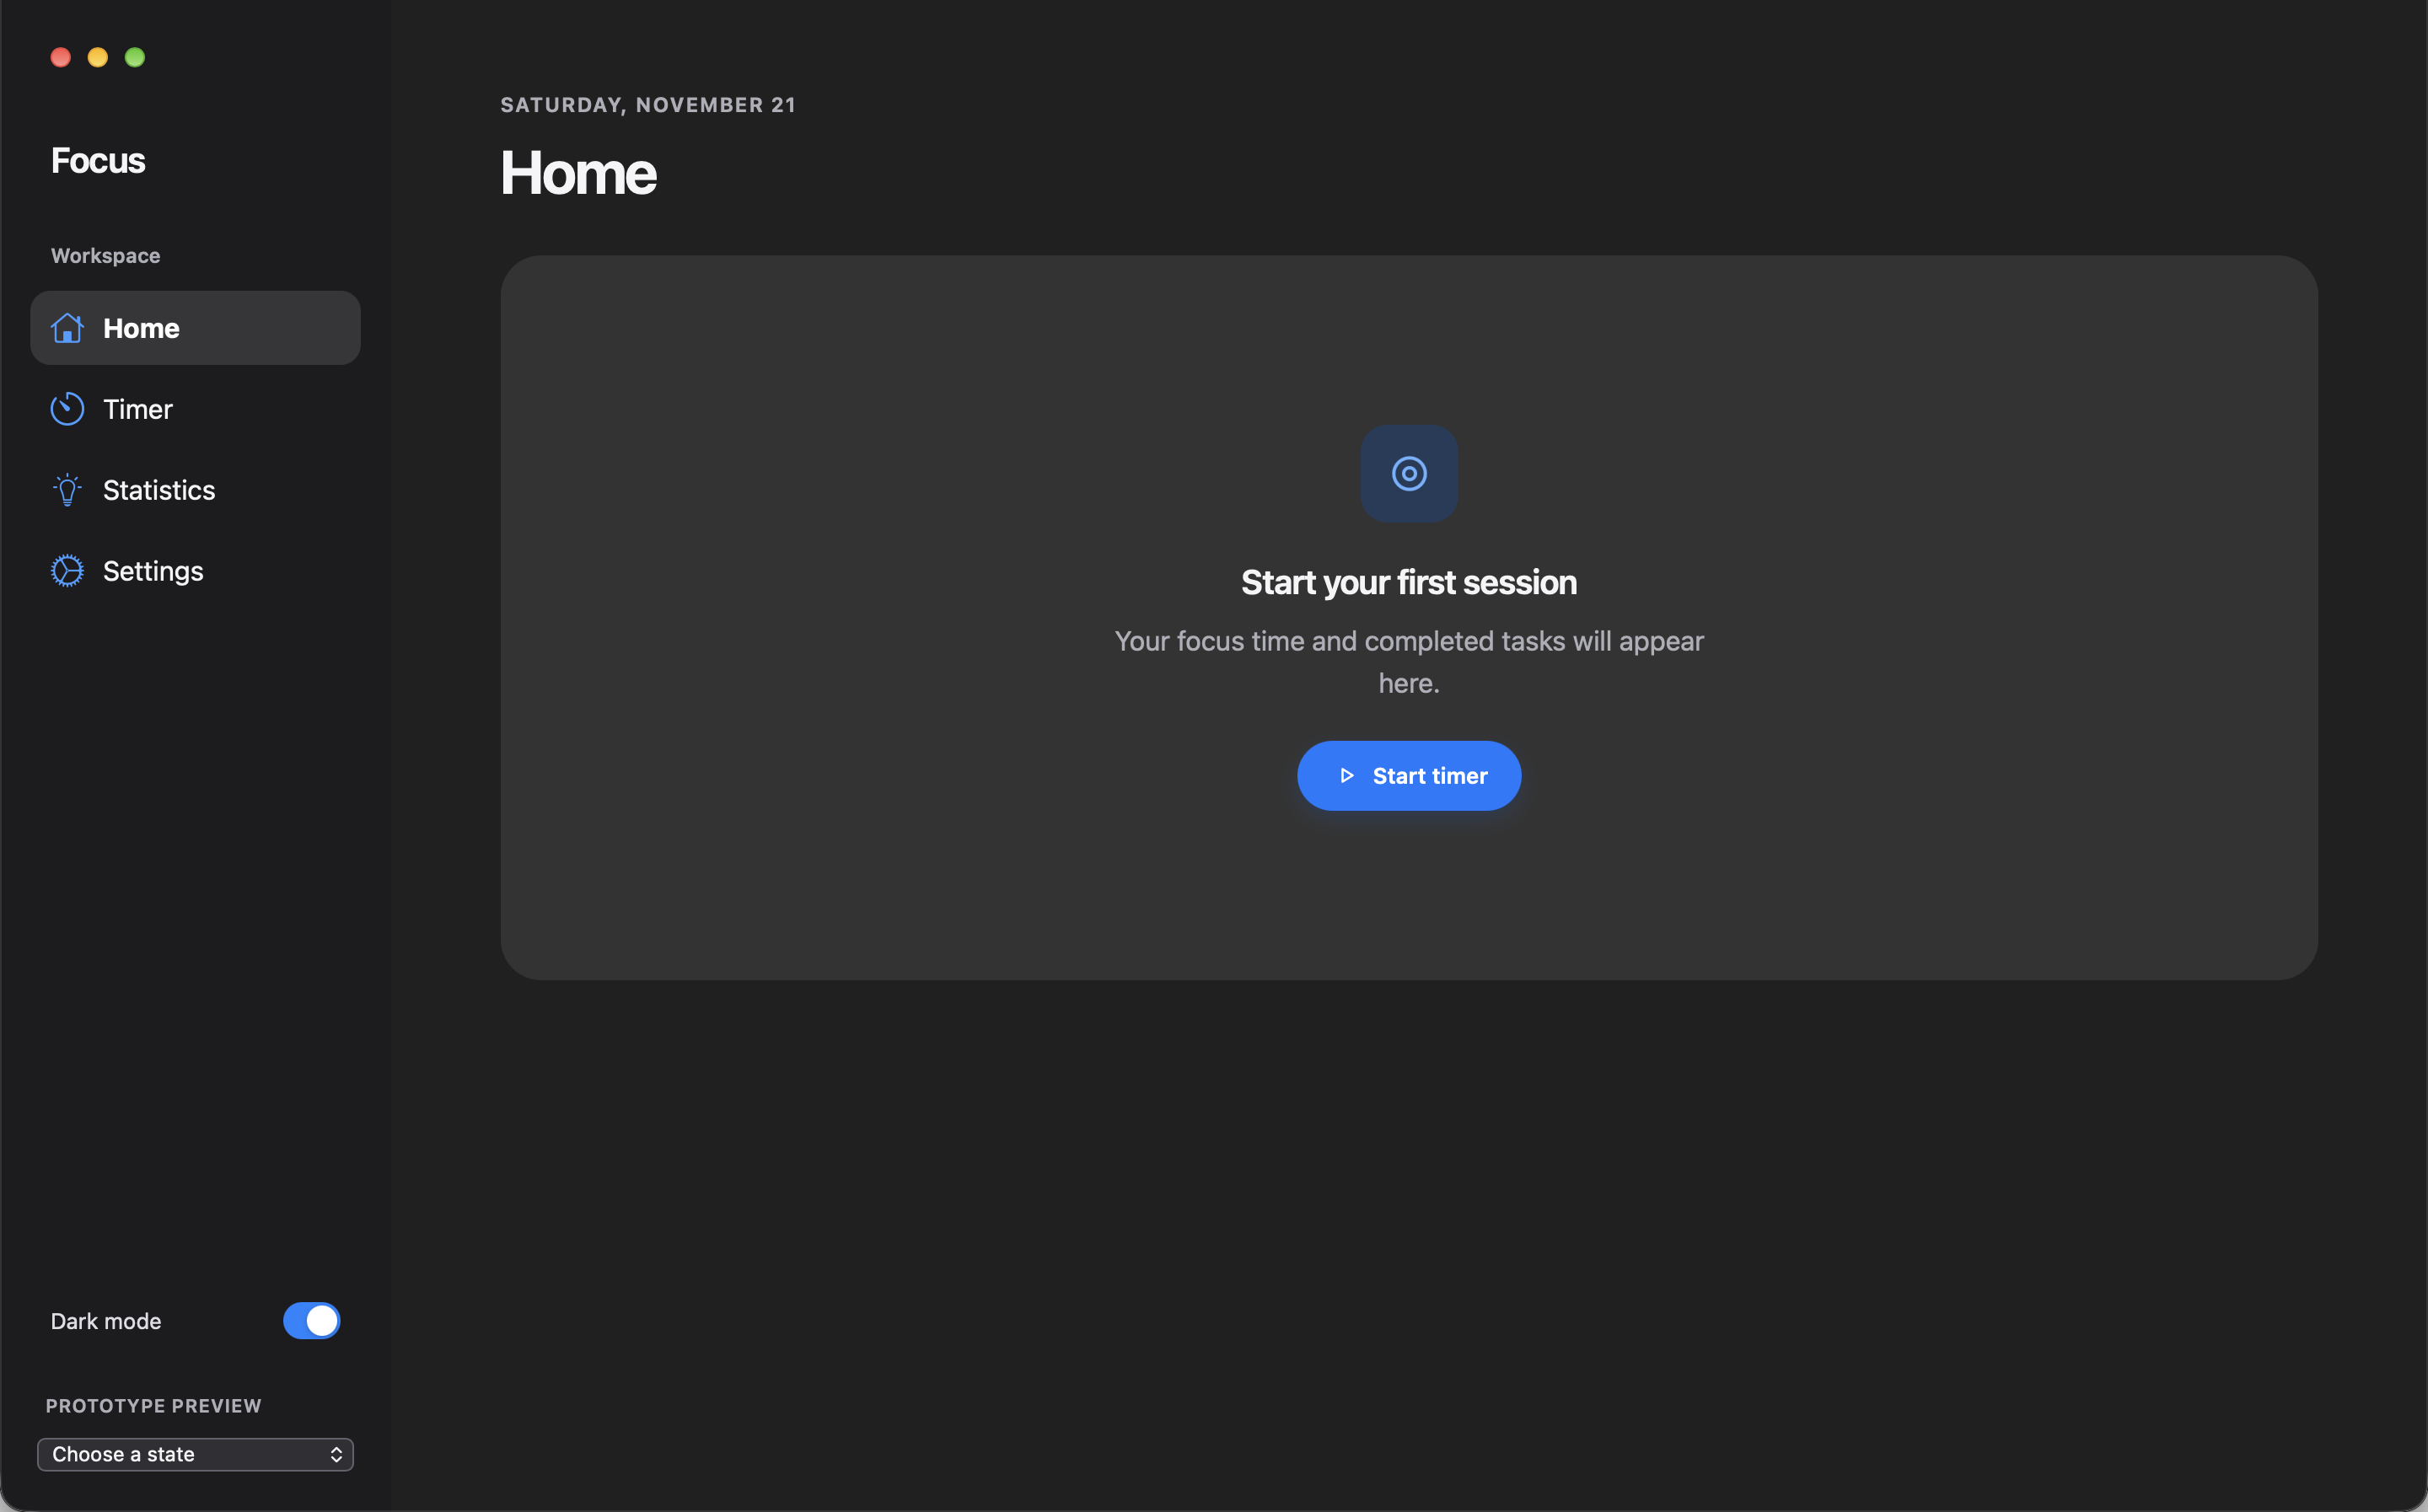 Focus
Workspace
Home
Timer
Statistics
Settings
Dark mode
PROTOTYPE PREVIEW
Choose a state
SATURDAY, NOVEMBER 21
Home
Start your first session
Your focus time and completed tasks will appear
here.
Start timer